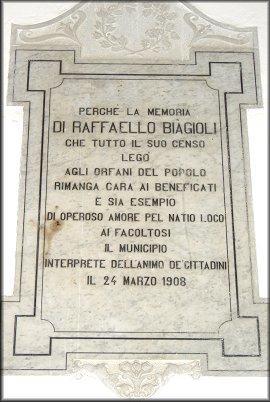 PERCHÈ LA MEMORIA
DI RAFFAELLO BIAGIOLI
CHE TUTTO IL SUO CENSO
LEGÒ
AGLI ORFANI DEL POPOLO
RIMANGA CARA AI BENEFICATI
E SIA ESEMPIO
DI OPEROSO AMORE PEL NATIO LOCO
AI FACOLTOSI
IL MUNICIPIO
INTERPRETE DELL'ANIMO DE'CITTADINI
IL 24 MARZO 1908